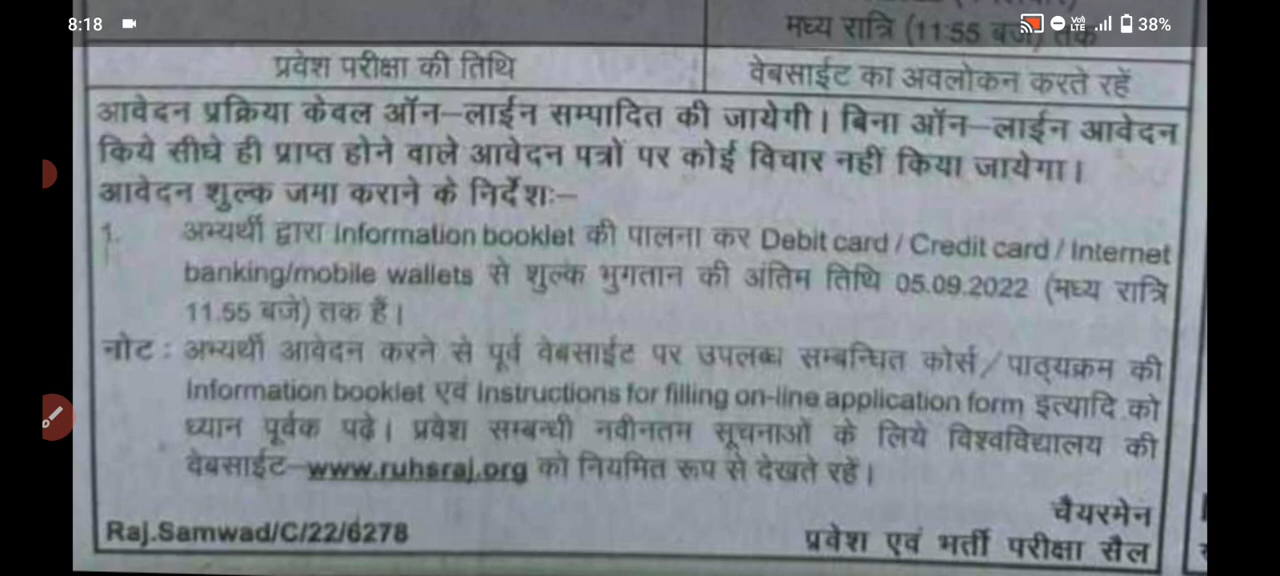 8:18
Vo) LTE 38%
मध्य रात्रि (11:55 बजे) तक
प्रवेश परीक्षा की तिथि
वेबसाईट का अवलोकन करते रहें
आवेदन प्रक्रिया केवल ऑन–लाईन सम्पादित की जायेगी। बिना ऑन–लाईन आवेदन
किये सीधे ही प्राप्त होने वाले आवेदन पत्रों पर कोई विचार नहीं किया जायेगा।
आवेदन शुल्क जमा कराने के निर्देशः–
1. अभ्यर्थी द्वारा Information booklet की पालना कर Debit card / Credit card / Internet
banking/mobile wallets से शुल्क भुगतान की अंतिम तिथि 05.09.2022 (मध्य रात्रि
11.55 बजे) तक हैं।
नोट : अभ्यर्थी आवेदन करने से पूर्व वेबसाईट पर उपलब्ध सम्बन्धित कोर्स/पाठ्यक्रम की
Information booklet एवं Instructions for filling on-line application form इत्यादि को
ध्यान पूर्वक पढे। प्रवेश सम्बन्धी नवीनतम सूचनाओं के लिये विश्वविद्यालय की
वेबसाईट–www.ruhsraj.org को नियमित रूप से देखते रहें।
चैयरमेन
Raj.Samwad/C/22/6278
प्रवेश एवं भर्ती परीक्षा सैल